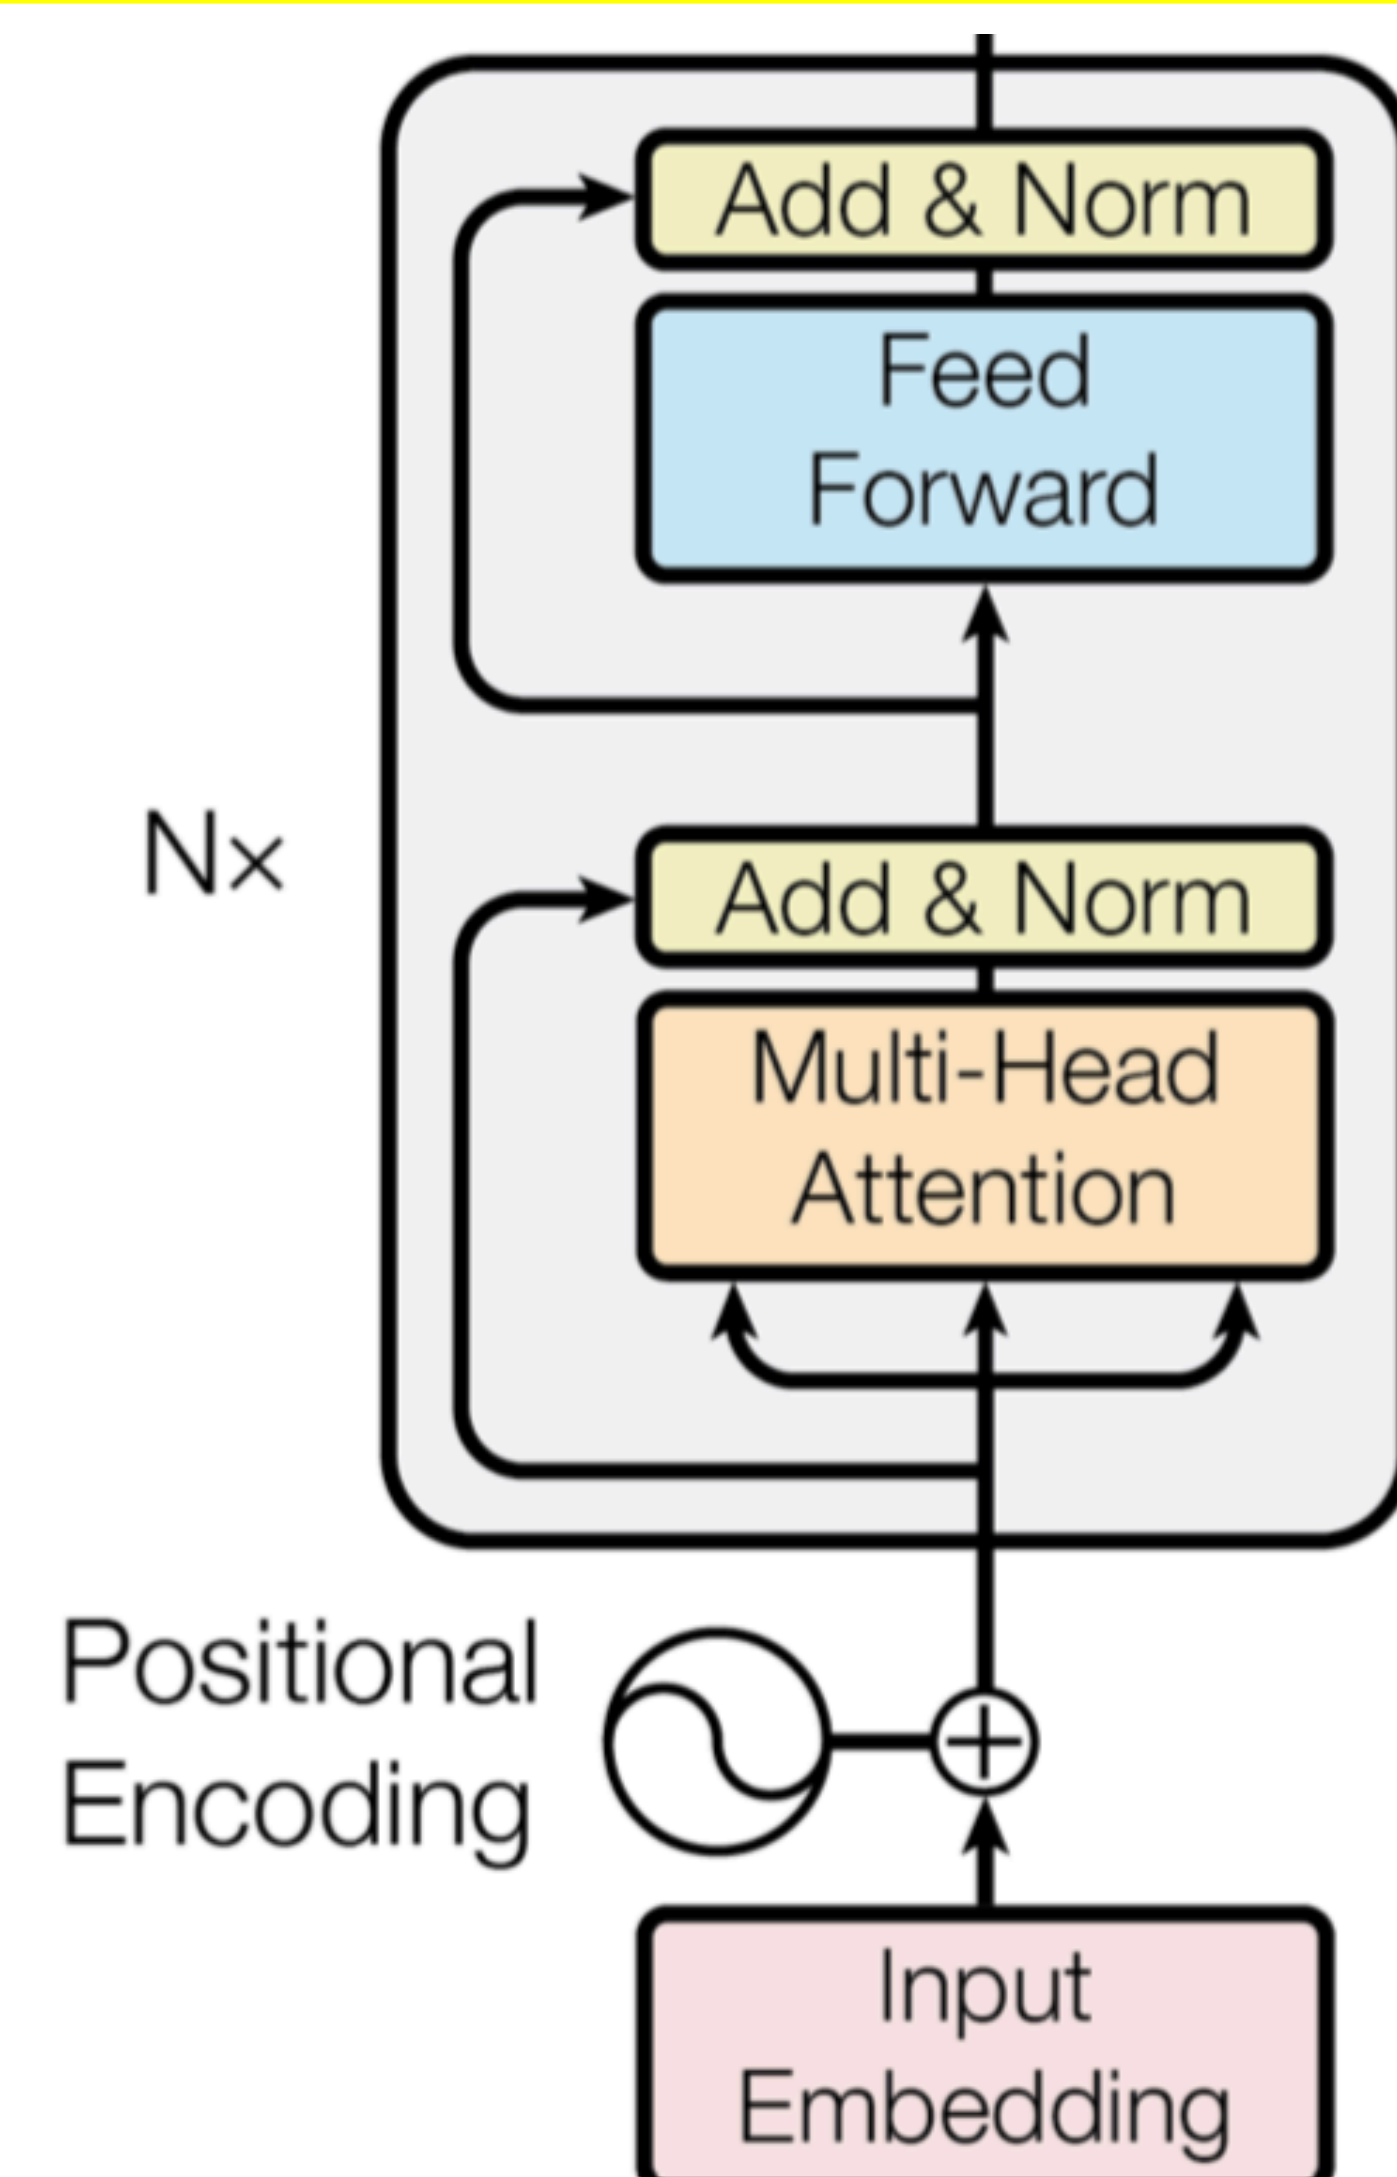 Add & Norm
Feed
Forward
Nx
Add & Norm
Multi-Head
Attention
Positional
Encoding
Input
Embedding